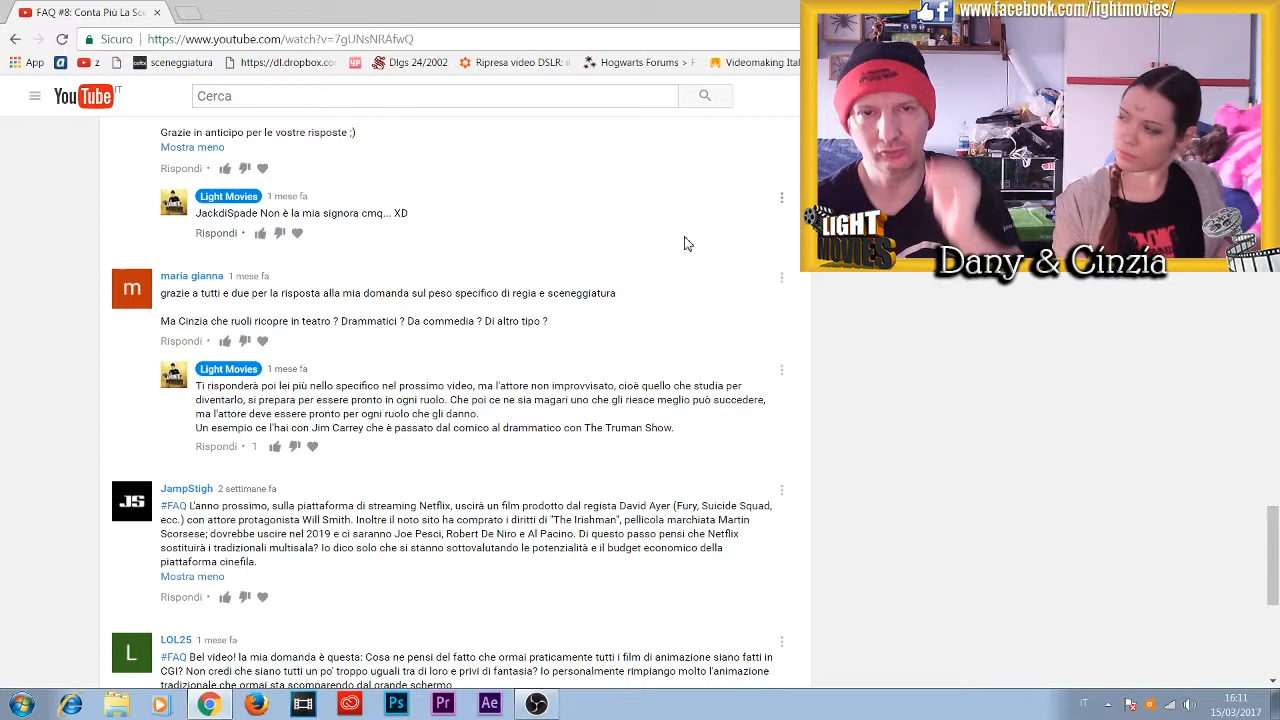 FAQ #8: Conta Più La Sc
www.facebook.com/lightmovies/
Sicuro
https://
tube.com/watch?v=7gUNsNRAfwQ
App
z
sceneggiatura
https://dl.dropbox.co
Dlgs 24/2002
Ripresa video DSLR: il
Hogwarts Forums > F
Videomaking Ital
YouTube IT
Cerca
Grazie in anticipo per le vostre risposte ;)
Mostra meno
Rispondi •
Light Movies 1 mese fa
JackdiSpade Non è la mia signora cmq... XD
Rispondi •
LIGHT MOVIES
Dany & Cinzia
m
maria gianna 1 mese fa
grazie a tutti e due per la risposta alla mia domanda sul peso specifico di regia e sceneggiatura
Ma Cinzia che ruoli ricopre in teatro ? Drammatici ? Da commedia ? Di altro tipo ?
Rispondi •
Light Movies 1 mese fa
Ti risponderà poi lei più nello specifico nel prossimo video, ma l'attore non improvvisato, cioè quello che studia per
diventarlo, si prepara per essere pronto in ogni ruolo. Che poi ce ne sia magari uno che gli riesce meglio può succedere,
ma l'attore deve essere pronto per ogni ruolo che gli danno.
Un esempio ce l'hai con Jim Carrey che è passato dal comico al drammatico con The Truman Show.
Rispondi • 1
JS
JampStigh 2 settimane fa
#FAQ L'anno prossimo, sulla piattaforma di streaming Netflix, uscirà un film prodotto dal regista David Ayer (Fury, Suicide Squad,
ecc.) con attore protagonista Will Smith. Inoltre il noto sito ha comprato i diritti di "The Irishman", pellicola marchiata Martin
Scorsese; dovrebbe uscire nel 2019 e ci saranno Joe Pesci, Robert De Niro e Al Pacino. Di questo passo pensi che Netflix
sostituirà i tradizionali multisala? Io dico solo che si stanno sottovalutando le potenzialità e il budget economico della
piattaforma cinefila.
Mostra meno
Rispondi •
L
LOL25 1 mese fa
#FAQ Bel video! la mia domanda è questa: Cosa ne pensi del fatto che ormai praticamente tutti i film di animazione siano fatti in
CGI? Non credi che siano tutti un po' troppo uguali tra di loro e privi di fantasia? Io personalmente rimpiango molto l'animazione
tradizionale che ormai sta scomparendo dal grande schermo.
Ps
Pr
Ae
IT
16:11
15/03/2017